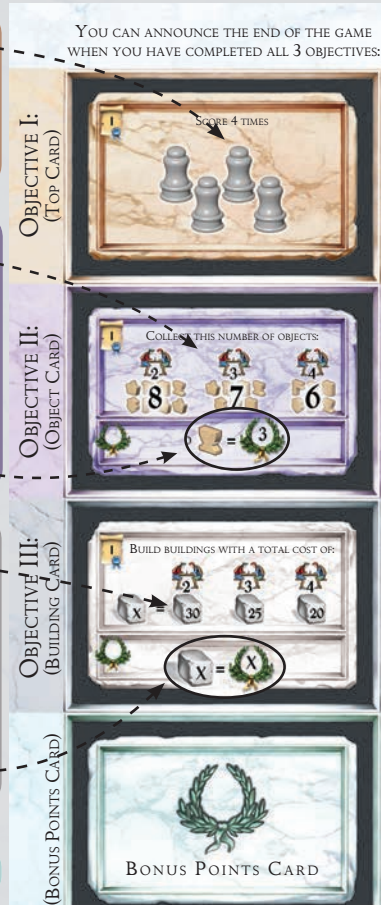 You can announce the end of the game
when you have completed all 3 objectives:
Objective I:
(Top Card)
1
Score 4 times
Objective II:
(Object Card)
1
Collect this number of objects:
2 3 4
8 7 6
= 3
Objective III:
(Building Card)
1
Build buildings with a total cost of:
2 3 4
X = 30 25 20
X = X
(Bonus Points Card)
Bonus Points Card